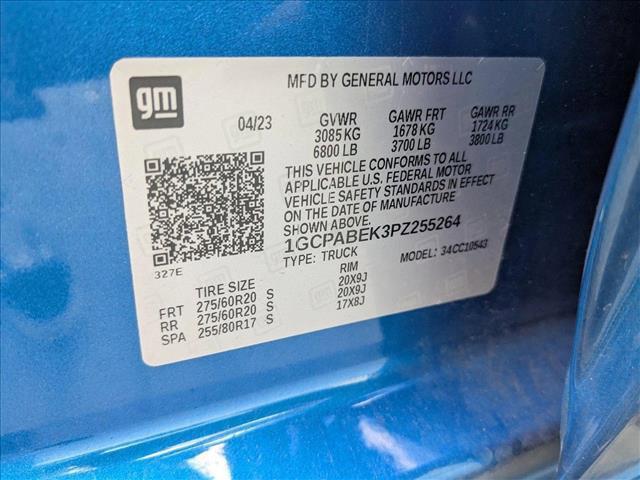 gm
MFD BY GENERAL MOTORS LLC
04/23 GVWR GAWR FRT GAWR RR
3085 KG 1678 KG 1724 KG
6800 LB 3700 LB 3800 LB
THIS VEHICLE CONFORMS TO ALL
APPLICABLE U.S. FEDERAL MOTOR
VEHICLE SAFETY STANDARDS IN EFFECT
ON THE DATE OF MANUFACTURE
SHOWN ABOVE.
1GCPABEK3PZ255264
TYPE: TRUCK MODEL: 34CC10543
327E
TIRE SIZE RIM
FRT 275/60R20 S 20X9J
RR 275/60R20 S 20X9J
SPA 255/80R17 S 17X8J